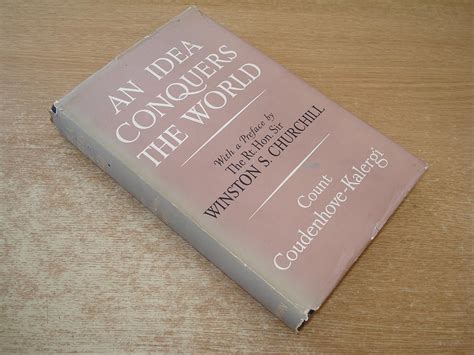 AN IDEA
CONQUERS
THE WORLD
With a Preface by
The Rt. Hon. Sir
WINSTON S. CHURCHILL
Count
Coudenhove-Kalergi